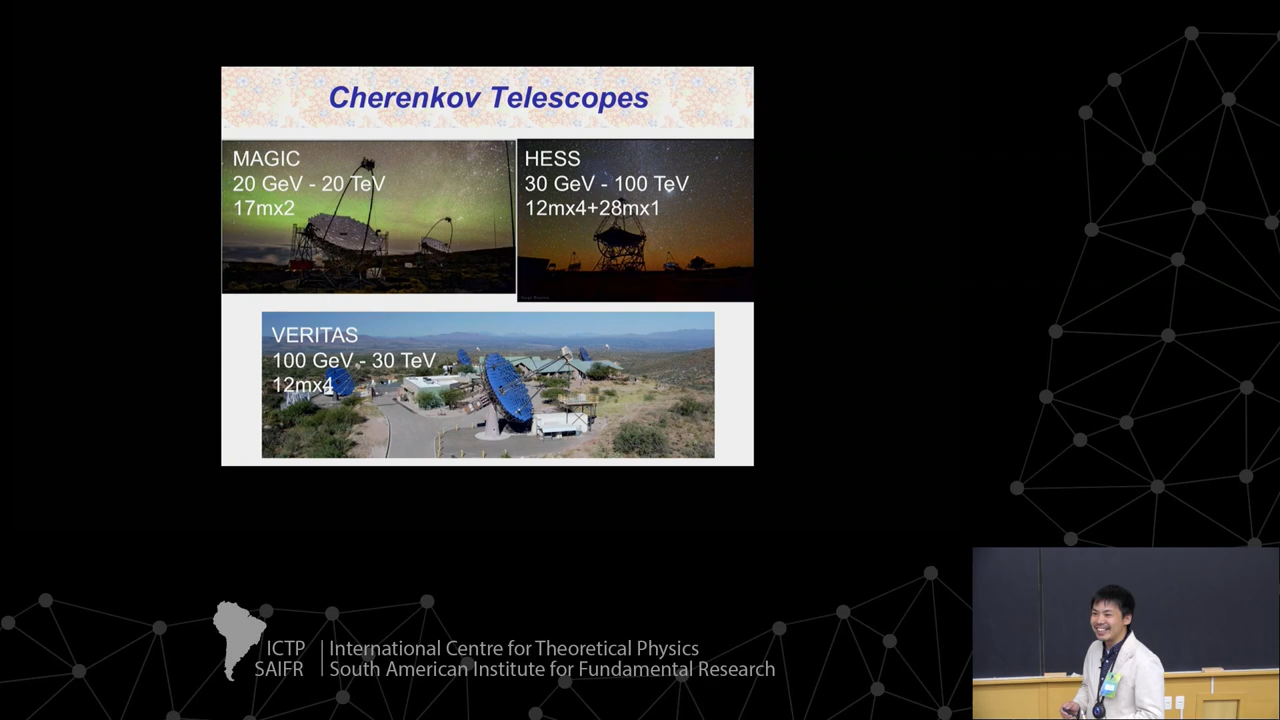 Cherenkov Telescopes
MAGIC
20 GeV - 20 TeV
17mx2
HESS
30 GeV - 100 TeV
12mx4+28mx1
VERITAS
100 GeV - 30 TeV
12mx4
ICTP
SAIFR
International Centre for Theoretical Physics
South American Institute for Fundamental Research